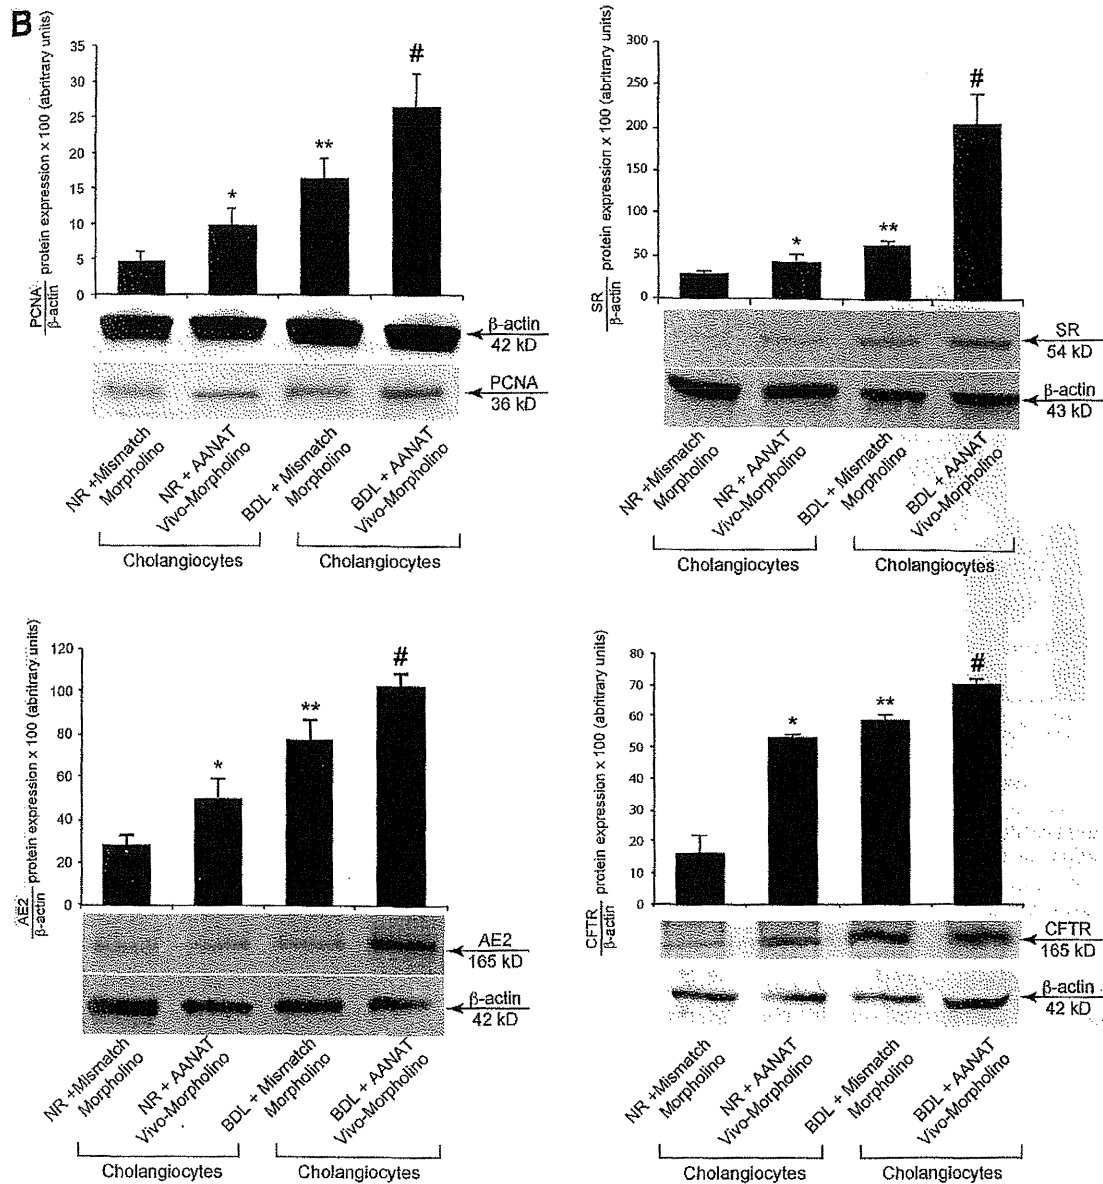 B
PCNA
β-actin
protein expression x 100 (abritrary units)
35
30
25
20
15
10
5
0
*
**
#
β-actin
42 kD
PCNA
36 kD
NR +Mismatch
Morpholino
NR + AANAT
Vivo-Morpholino
BDL + Mismatch
Morpholino
BDL + AANAT
Vivo-Morpholino
Cholangiocytes
Cholangiocytes
SR
β-actin
protein expression x 100 (abritrary units)
300
250
200
150
100
50
0
*
**
#
SR
54 kD
β-actin
43 kD
NR +Mismatch
Morpholino
NR + AANAT
Vivo-Morpholino
BDL + Mismatch
Morpholino
BDL + AANAT
Vivo-Morpholino
Cholangiocytes
Cholangiocytes
AE2
β-actin
protein expression x 100 (abritrary units)
120
100
80
60
40
20
0
*
**
#
AE2
165 kD
β-actin
42 kD
NR +Mismatch
Morpholino
NR + AANAT
Vivo-Morpholino
BDL + Mismatch
Morpholino
BDL + AANAT
Vivo-Morpholino
Cholangiocytes
Cholangiocytes
CFTR
β-actin
protein expression x 100 (abritrary units)
80
70
60
50
40
30
20
10
0
*
**
#
CFTR
165 kD
β-actin
42 kD
NR +Mismatch
Morpholino
NR + AANAT
Vivo-Morpholino
BDL + Mismatch
Morpholino
BDL + AANAT
Vivo-Morpholino
Cholangiocytes
Cholangiocytes